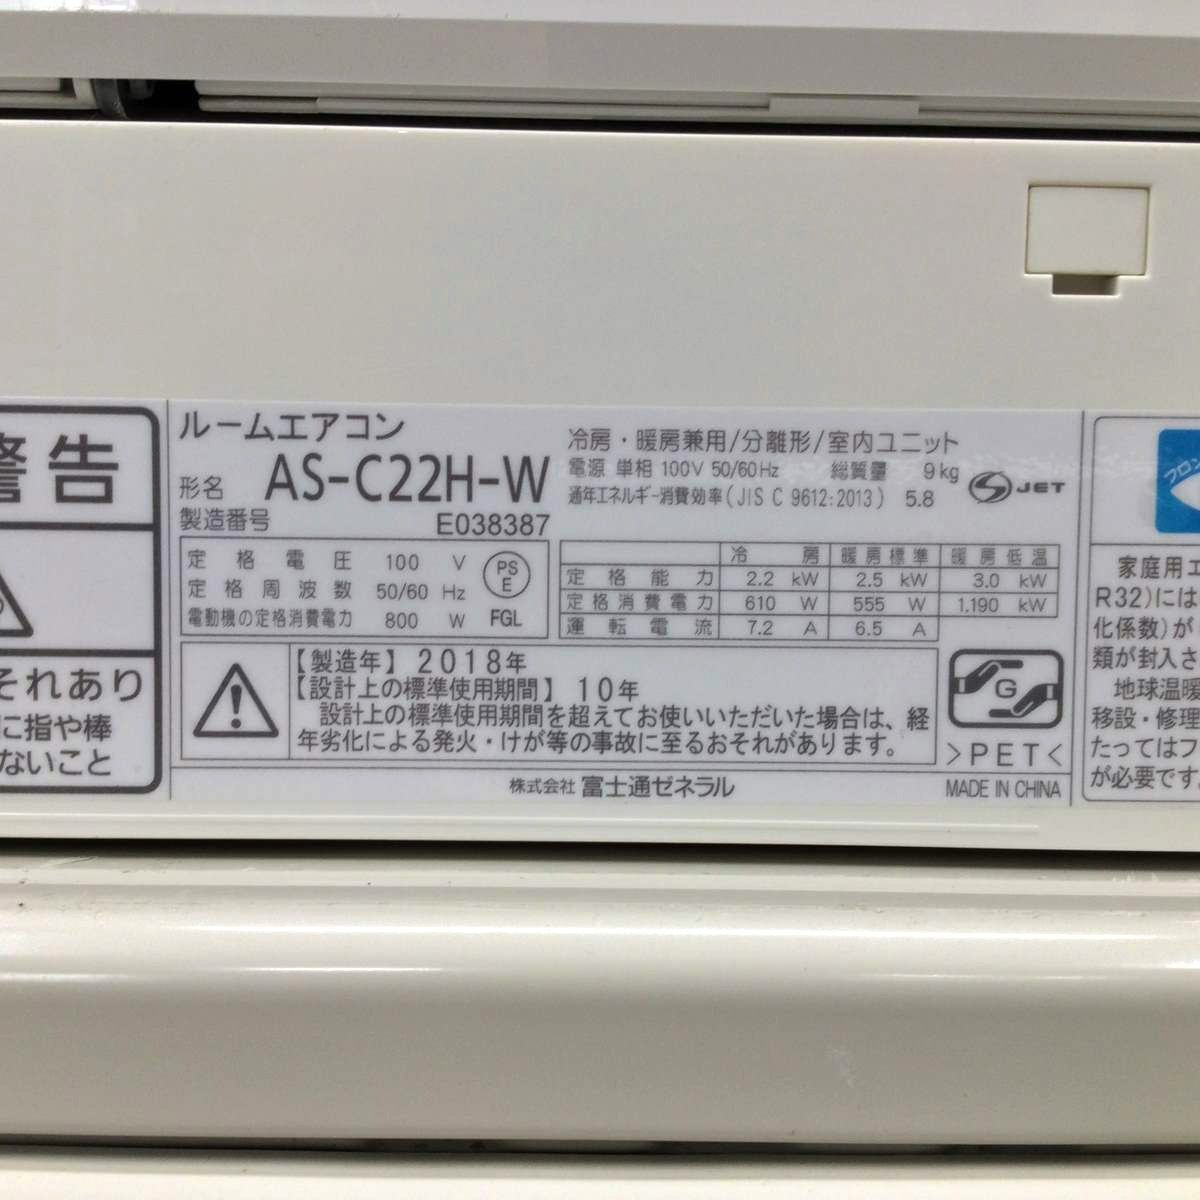 警告
それあり
に指や棒
ないこと
ルームエアコン
形名 AS-C22H-W
製造番号 E038387
定格電圧 100 V
定格周波数 50/60 Hz
電動機の定格消費電力 800 W
PS
E
FGL
冷房・暖房兼用/分離形/室内ユニット
電源 単相 100V 50/60Hz 総質量 9kg
通年エネルギー消費効率(JIS C 9612:2013) 5.8
JET
冷房 暖房標準 暖房低温
定格能力 2.2 kW 2.5 kW 3.0 kW
定格消費電力 610 W 555 W 1,190 kW
運転電流 7.2 A 6.5 A
【製造年】2018年
【設計上の標準使用期間】10年
設計上の標準使用期間を超えてお使いいただいた場合は、経
年劣化による発火・けが等の事故に至るおそれがあります。
G
>PET<
株式会社 富士通ゼネラル
MADE IN CHINA
フロン
家庭用エ
R32)には
化係数)が
類が封入さ
地球温暖
移設・修理
たってはフ
が必要です